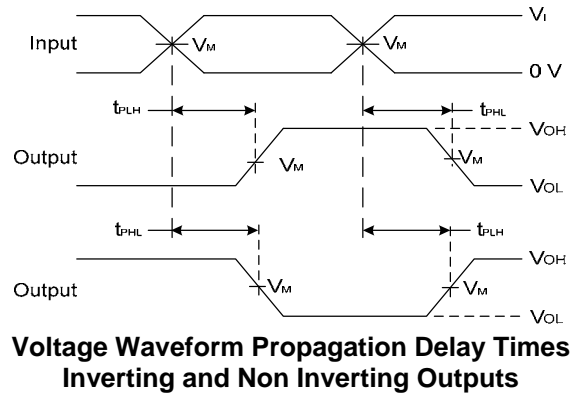 VI
Input
VM
VM
0 V
tPLH
tPHL
VOH
Output
VM
VM
VOL
tPHL
tPLH
VOH
Output
VM
VM
VOL
Voltage Waveform Propagation Delay Times
Inverting and Non Inverting Outputs